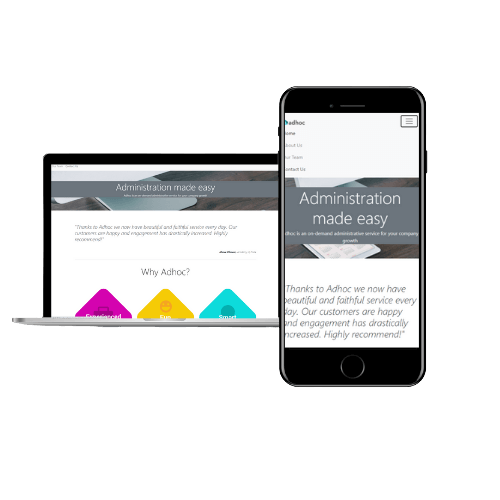 Administration made easy
"Thanks to Adhoc we now have beautiful and faithful service every day. Our
customers are happy and engagement has drastically increased. Highly
recommend!"
Why Adhoc?
Experienced
Fun
Smart
adhoc
Home
About Us
Our Team
Contact Us
Administration
made easy
Adhoc is an on-demand administrative service for your company
growth
"Thanks to Adhoc we now have
beautiful and faithful service every
day. Our customers are happy
and engagement has drastically
increased. Highly recommend!"